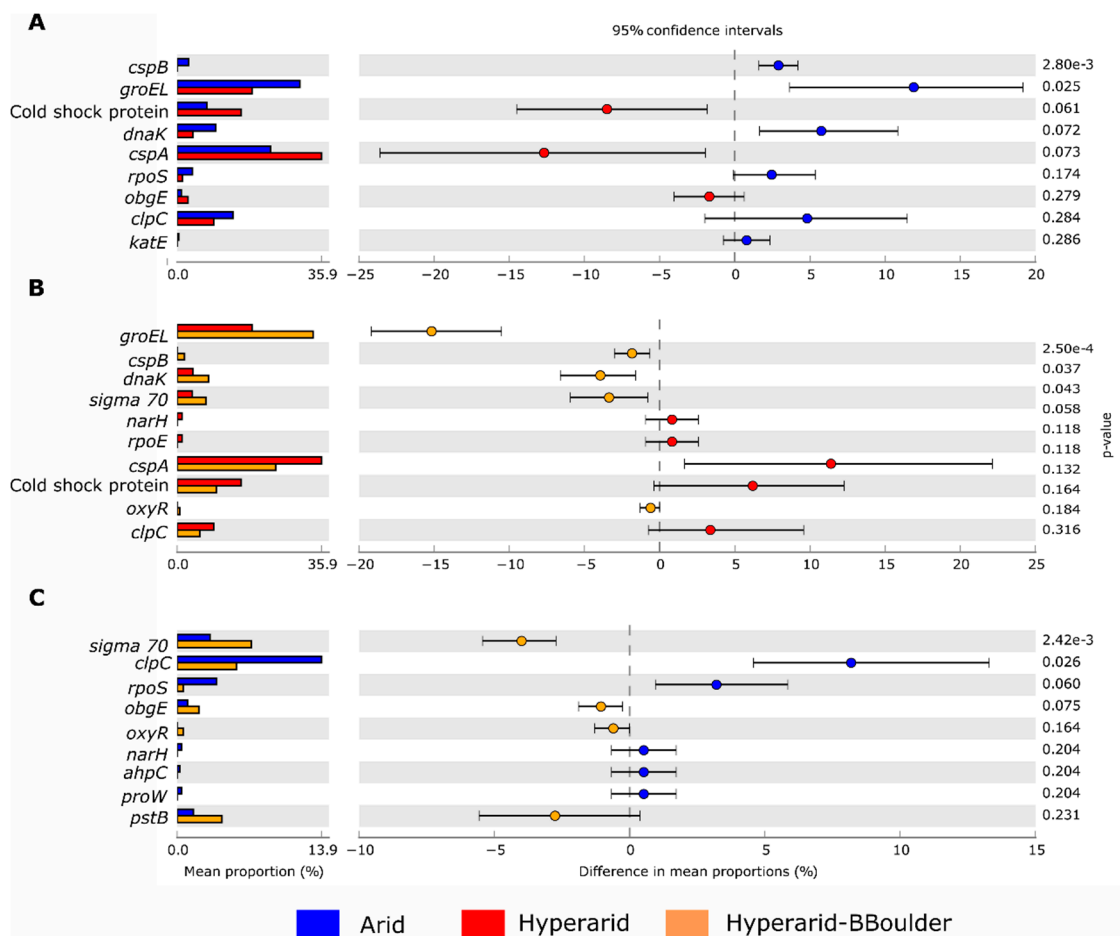 A
95% confidence intervals
cspB 2.80e-3
groEL 0.025
Cold shock protein 0.061
dnaK 0.072
cspA 0.073
rpoS 0.174
obgE 0.279
clpC 0.284
katE 0.286
0.0 35.9 −25 −20 −15 −10 −5 0 5 10 15 20
B
groEL
cspB 2.50e-4
dnaK 0.037
0.043
sigma 70 0.058
narH 0.118
rpoE 0.118
cspA 0.132
Cold shock protein 0.164
oxyR 0.184
clpC 0.316
p-value
0.0 35.9 −20 −15 −10 −5 0 5 10 15 20 25
C
sigma 70 2.42e-3
clpC 0.026
rpoS 0.060
obgE 0.075
oxyR 0.164
narH 0.204
ahpC 0.204
proW 0.204
pstB 0.231
0.0 13.9 −10 −5 0 5 10 15
Mean proportion (%) Difference in mean proportions (%)
Arid Hyperarid Hyperarid-BBoulder